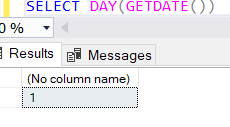 SELECT DAY(GETDATE())
0 %
Results Messages
(No column name)
1